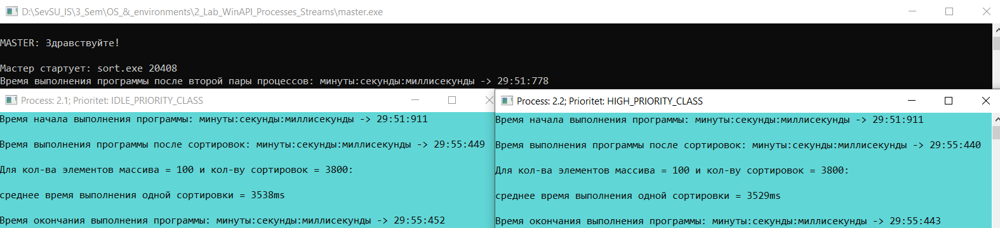 D:\SevSU_IS\3_Sem\OS_&_environments\2_Lab_WinAPI_Processes_Streams\master.exe
MASTER: Здравствуйте!
Мастер стартует: sort.exe 20408
Время выполнения программы после второй пары процессов: минуты:секунды:миллисекунды -> 29:51:778
Process: 2.1; Prioritet: IDLE_PRIORITY_CLASS
Время начала выполнения программы: минуты:секунды:миллисекунды -> 29:51:911
Время выполнения программы после сортировок: минуты:секунды:миллисекунды -> 29:55:449
Для кол-ва элементов массива = 100 и кол-ву сортировок = 3800:
среднее время выполнения одной сортировки = 3538ms
Время окончания выполнения программы: минуты:секунды:миллисекунды -> 29:55:452
Process: 2.2; Prioritet: HIGH_PRIORITY_CLASS
Время начала выполнения программы: минуты:секунды:миллисекунды -> 29:51:911
Время выполнения программы после сортировок: минуты:секунды:миллисекунды -> 29:55:440
Для кол-ва элементов массива = 100 и кол-ву сортировок = 3800:
среднее время выполнения одной сортировки = 3529ms
Время окончания выполнения программы: минуты:секунды:миллисекунды -> 29:55:443